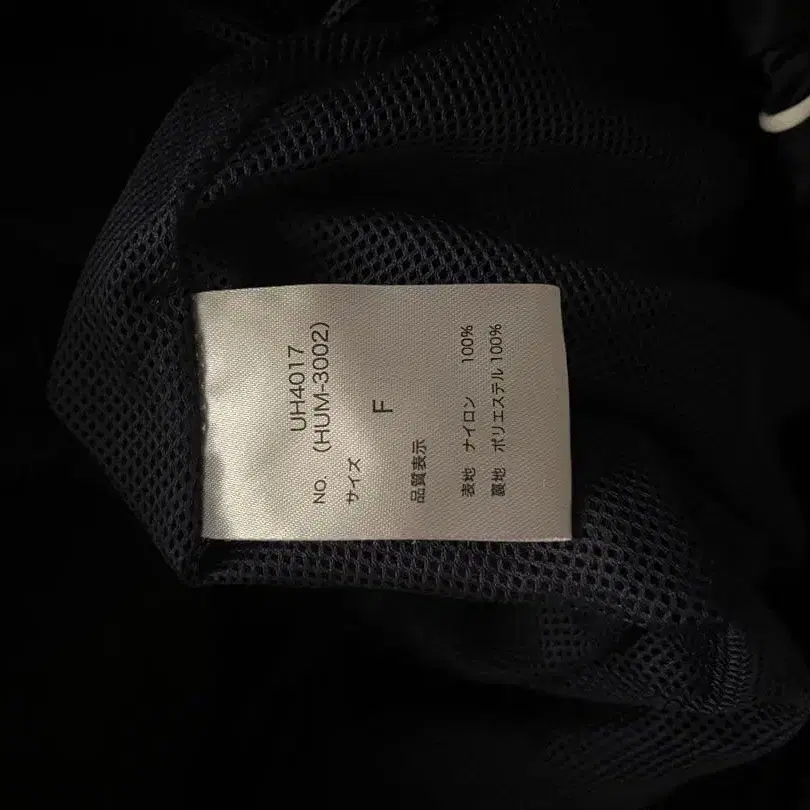 UH4017
NO. (HUM-3002)
サイズ F
品質表示
表地 ナイロン 100%
裏地 ポリエステル 100%